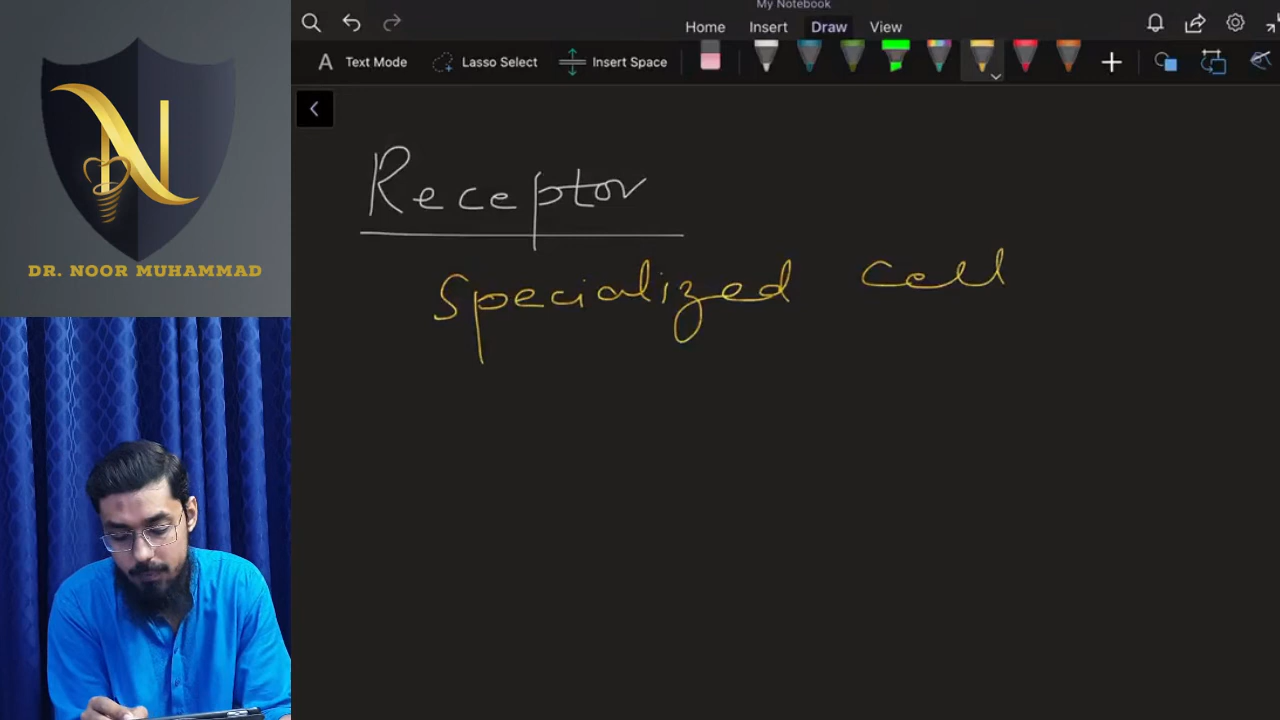 My Notebook
Home Insert Draw View
A Text Mode Lasso Select Insert Space
N
DR. NOOR MUHAMMAD
Receptor
Specialized cell